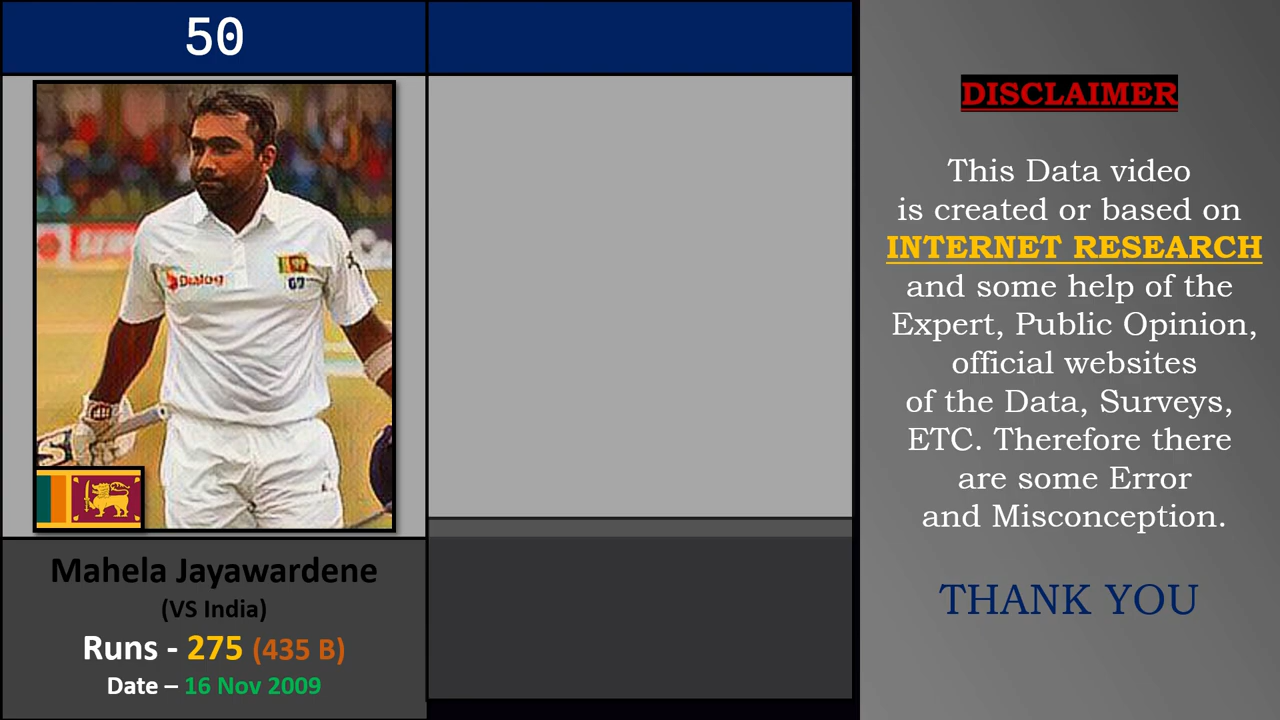 50
Dialog
67
Mahela Jayawardene
(VS India)
Runs - 275 (435 B)
Date – 16 Nov 2009
DISCLAIMER
This Data video
is created or based on
INTERNET RESEARCH
and some help of the
Expert, Public Opinion,
official websites
of the Data, Surveys,
ETC. Therefore there
are some Error
and Misconception.
THANK YOU